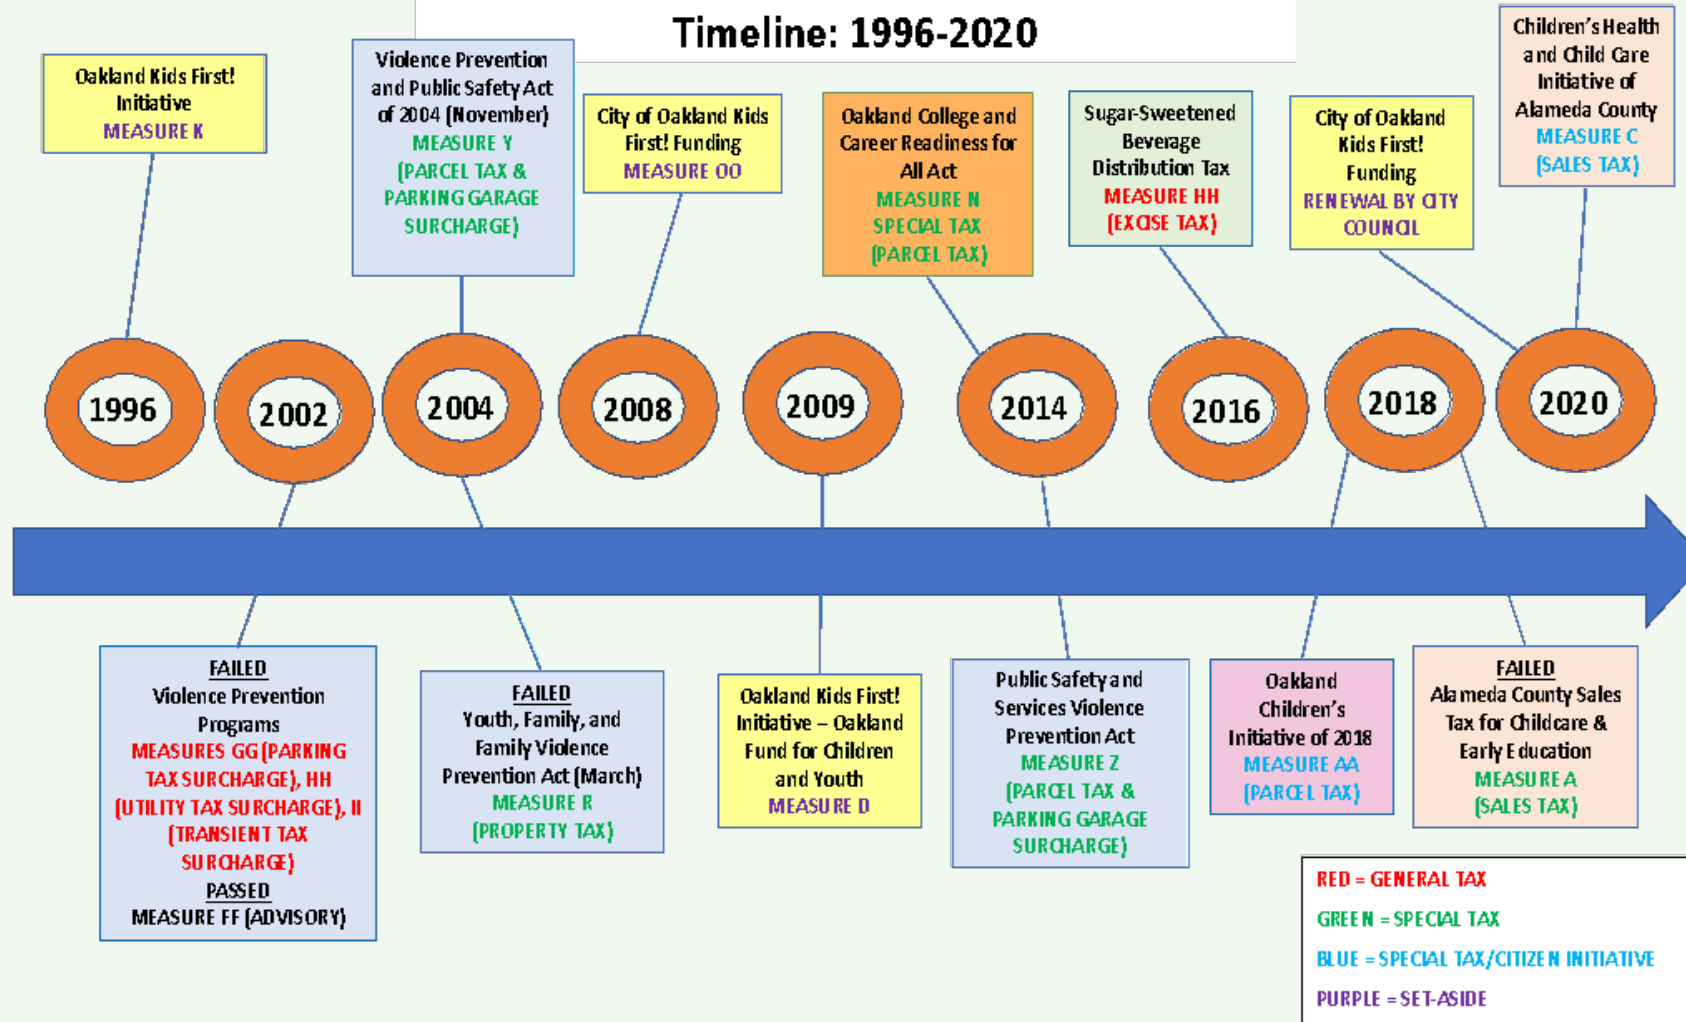 Timeline: 1996-2020
Oakland Kids First!
Initiative
MEASURE K
Violence Prevention
and Public Safety Act
of 2004 (November)
MEASURE Y
(PARCEL TAX &
PARKING GARAGE
SURCHARGE)
City of Oakland Kids
First! Funding
MEASURE OO
Oakland College and
Career Readiness for
All Act
MEASURE N
SPECIAL TAX
(PARCEL TAX)
Sugar-Sweetened
Beverage
Distribution Tax
MEASURE HH
(EXCISE TAX)
City of Oakland
Kids First!
Funding
RENEWAL BY CITY
COUNCIL
Children's Health
and Child Care
Initiative of
Alameda County
MEASURE C
(SALES TAX)
1996
2002
2004
2008
2009
2014
2016
2018
2020
FAILED
Violence Prevention
Programs
MEASURES GG (PARKING
TAX SURCHARGE), HH
(UTILITY TAX SURCHARGE), II
(TRANSIENT TAX
SURCHARGE)
PASSED
MEASURE FF (ADVISORY)
FAILED
Youth, Family, and
Family Violence
Prevention Act (March)
MEASURE R
(PROPERTY TAX)
Oakland Kids First!
Initiative – Oakland
Fund for Children
and Youth
MEASURE D
Public Safety and
Services Violence
Prevention Act
MEASURE Z
(PARCEL TAX &
PARKING GARAGE
SURCHARGE)
Oakland
Children's
Initiative of 2018
MEASURE AA
(PARCEL TAX)
FAILED
Alameda County Sales
Tax for Childcare &
Early Education
MEASURE A
(SALES TAX)
RED = GENERAL TAX
GREEN = SPECIAL TAX
BLUE = SPECIAL TAX/CITIZEN INITIATIVE
PURPLE = SET-ASIDE